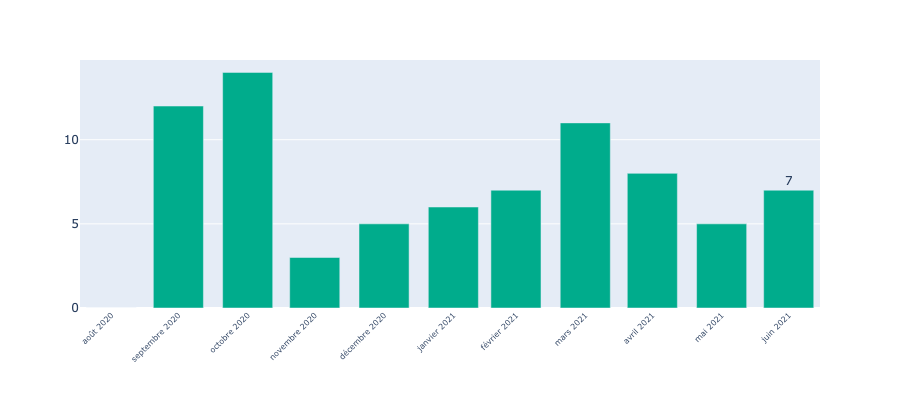 10
5
0
7
août 2020
septembre 2020
octobre 2020
novembre 2020
décembre 2020
janvier 2021
février 2021
mars 2021
avril 2021
mai 2021
juin 2021